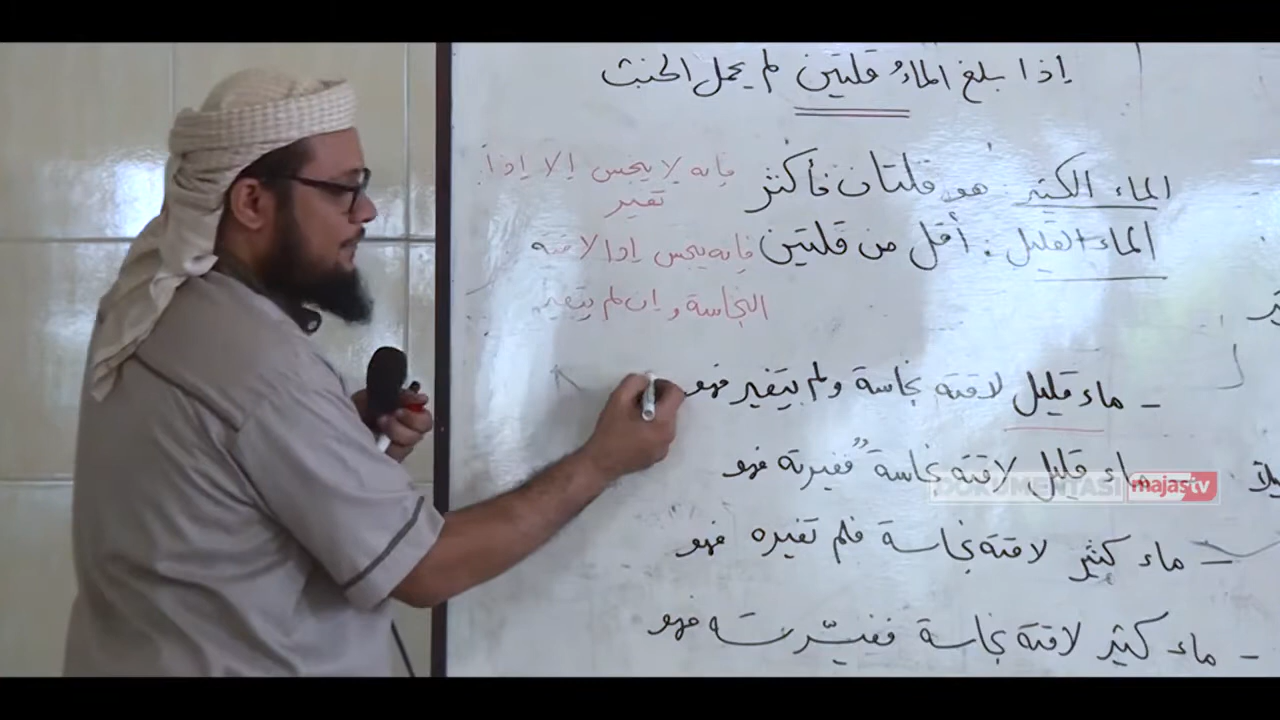 إذا بلغ الماءُ قلتين لم يحمل الخبث
الماء الكثير : هو قلتان فأكثر فإنه لا ينجس إلا إذا
تغير
الماء القليل : أقل من قلتين فإنه ينجس إذا لاقته
النجاسة وإن لم يتغير
- ماء قليل لاقته نجاسة ولم يتغير فهو
- ماء قليل لاقته نجاسة فغيرته فهو
- ماء كثير لاقته نجاسة فلم تغيره فهو
- ماء كثير لاقته نجاسة فغيّرته فهو
DOKUMENTASI majastv